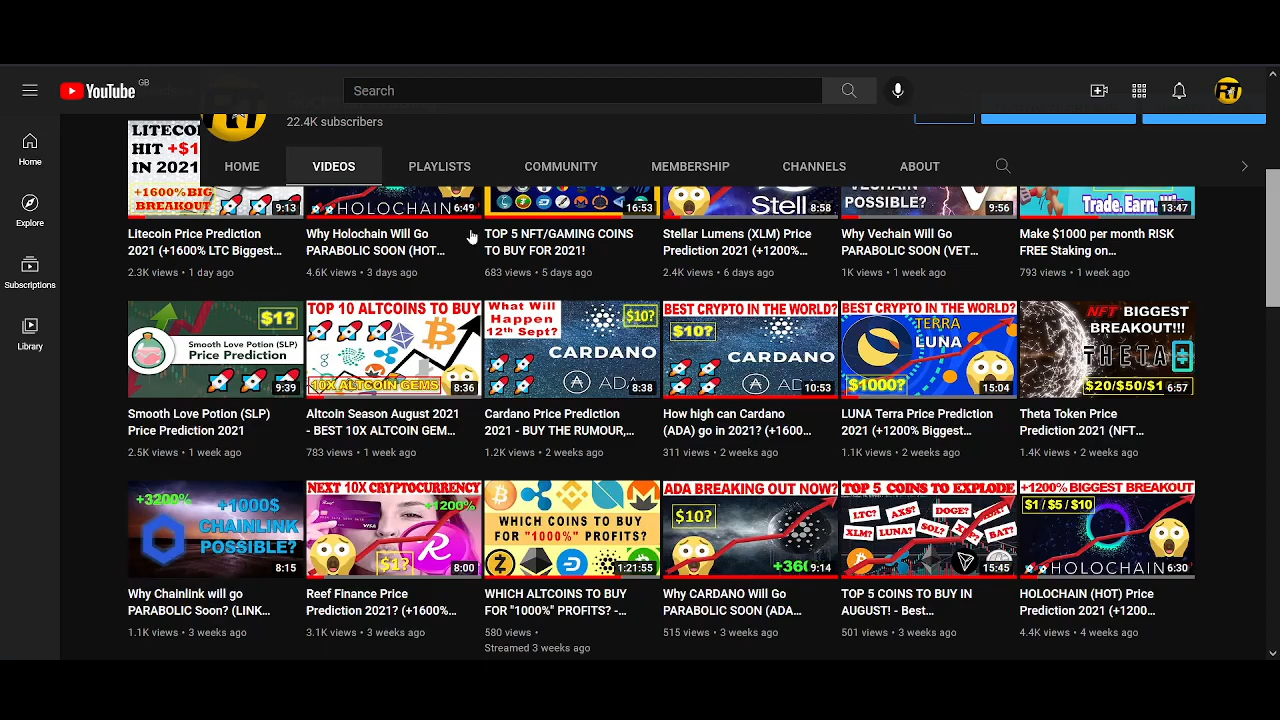 YouTube GB
Search
RT
RT
22.4K subscribers
HOME VIDEOS PLAYLISTS COMMUNITY MEMBERSHIP CHANNELS ABOUT
Home
Explore
Subscriptions
Library
HIT +$1
IN 2021
+1600% BIG
BREAKOUT
9:13
HOLOCHAIN
6:49
16:53
Stell
8:58
POSSIBLE?
9:56
Trade. Earn.
13:47
Litecoin Price Prediction
2021 (+1600% LTC Biggest...
2.3K views • 1 day ago
Why Holochain Will Go
PARABOLIC SOON (HOT...
4.6K views • 3 days ago
TOP 5 NFT/GAMING COINS
TO BUY FOR 2021!
683 views • 5 days ago
Stellar Lumens (XLM) Price
Prediction 2021 (+1200%...
2.4K views • 6 days ago
Why Vechain Will Go
PARABOLIC SOON (VET...
1K views • 1 week ago
Make $1000 per month RISK
FREE Staking on...
793 views • 1 week ago
$1?
Smooth Love Potion (SLP)
Price Prediction
9:39
TOP 10 ALTCOINS TO BUY
10X ALTCOIN GEMS
8:36
What Will
Happen
12th Sept?
$10?
CARDANO
ADA
8:38
BEST CRYPTO IN THE WORLD?
$10?
CARDANO
ADA
10:53
BEST CRYPTO IN THE WORLD?
TERRA
LUNA
$1000?
15:04
NFT BIGGEST
BREAKOUT!!!
THETA
$20/$50/$1
6:57
Smooth Love Potion (SLP)
Price Prediction 2021
2.5K views • 1 week ago
Altcoin Season August 2021
- BEST 10X ALTCOIN GEM...
783 views • 1 week ago
Cardano Price Prediction
2021 - BUY THE RUMOUR,...
1.2K views • 2 weeks ago
How high can Cardano
(ADA) go in 2021? (+1600...
311 views • 2 weeks ago
LUNA Terra Price Prediction
2021 (+1200% Biggest...
1.1K views • 2 weeks ago
Theta Token Price
Prediction 2021 (NFT...
1.4K views • 2 weeks ago
+3200%
+1000$
CHAINLINK
POSSIBLE?
8:15
NEXT 10X CRYPTOCURRENCY
+1200%
VISA
$1?
8:00
WHICH COINS TO BUY
FOR "1000%" PROFITS?
1:21:55
ADA BREAKING OUT NOW?
$10?
+360
9:14
TOP 5 COINS TO EXPLODE
LTC? AXS? DOGE?
XLM? LUNA? SOL? BAT?
15:45
+1200% BIGGEST BREAKOUT
$1 / $5 / $10
HOLOCHAIN
6:30
Why Chainlink will go
PARABOLIC Soon? (LINK...
1.1K views • 3 weeks ago
Reef Finance Price
Prediction 2021? (+1600%...
3.1K views • 3 weeks ago
WHICH ALTCOINS TO BUY
FOR "1000%" PROFITS? -...
580 views •
Streamed 3 weeks ago
Why CARDANO Will Go
PARABOLIC SOON (ADA...
515 views • 3 weeks ago
TOP 5 COINS TO BUY IN
AUGUST! - Best...
501 views • 3 weeks ago
HOLOCHAIN (HOT) Price
Prediction 2021 (+1200...
4.4K views • 4 weeks ago